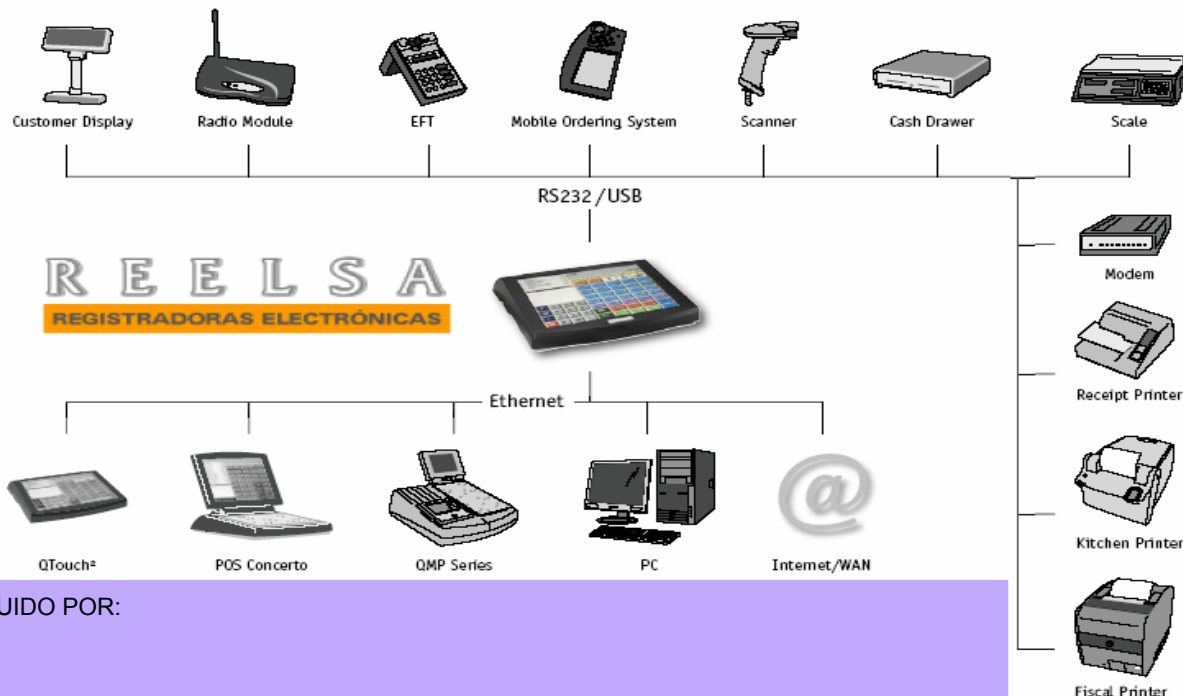 Customer Display
Radio Module
EFT
Mobile Ordering System
Scanner
Cash Drawer
Scale
RS232/USB
Modem
REELSA
REGISTRADORAS ELECTRÓNICAS
Receipt Printer
Ethernet
Kitchen Printer
QTouch²
POS Concerto
QMP Series
PC
@
Internet/WAN
UIDO POR:
Fiscal Printer